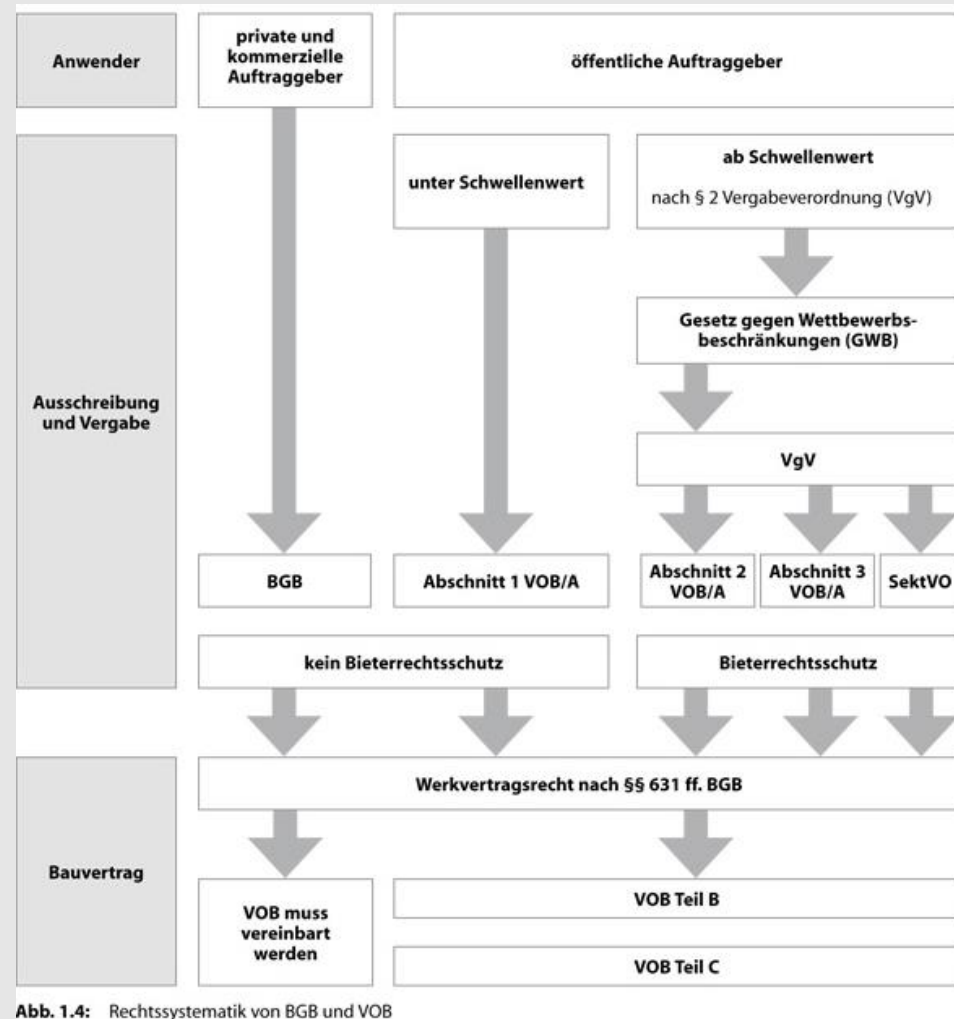 Anwender
private und
kommerzielle
Auftraggeber
öffentliche Auftraggeber
Ausschreibung
und Vergabe
unter Schwellenwert
ab Schwellenwert
nach § 2 Vergabeverordnung (VgV)
Gesetz gegen Wettbewerbs-
beschränkungen (GWB)
VgV
BGB
Abschnitt 1 VOB/A
Abschnitt 2
VOB/A
Abschnitt 3
VOB/A
SektVO
kein Bieterrechtsschutz
Bieterrechtsschutz
Bauvertrag
Werkvertragsrecht nach §§ 631 ff. BGB
VOB muss
vereinbart
werden
VOB Teil B
VOB Teil C
Abb. 1.4: Rechtssystematik von BGB und VOB